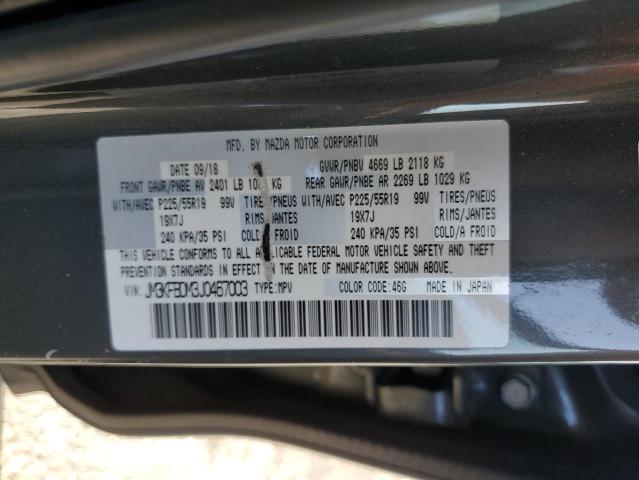 MFD. BY MAZDA MOTOR CORPORATION
DATE 09/18 GVWR/PNBV 4669 LB 2118 KG
FRONT GAWR/PNBE AV 2401 LB KG REAR GAWR/PNBE AR 2269 LB 1029 KG
WITH/AVEC P225/55R19 99V TIRES/PNEUS WITH/AVEC P225/55R19 99V TIRES/PNEUS
19X7J RIMS/JANTES 19X7J RIMS/JANTES
240 KPA/35 PSI COLD/A FROID 240 KPA/35 PSI COLD/A FROID
THIS VEHICLE CONFORMS TO ALL APPLICABLE FEDERAL MOTOR VEHICLE SAFETY AND THEFT
PREVENTION STANDARDS IN EFFECT ON THE DATE OF MANUFACTURE SHOWN ABOVE.
VIN: JM3KFBDM3J0467003 TYPE:MPV COLOR CODE:46G MADE IN JAPAN